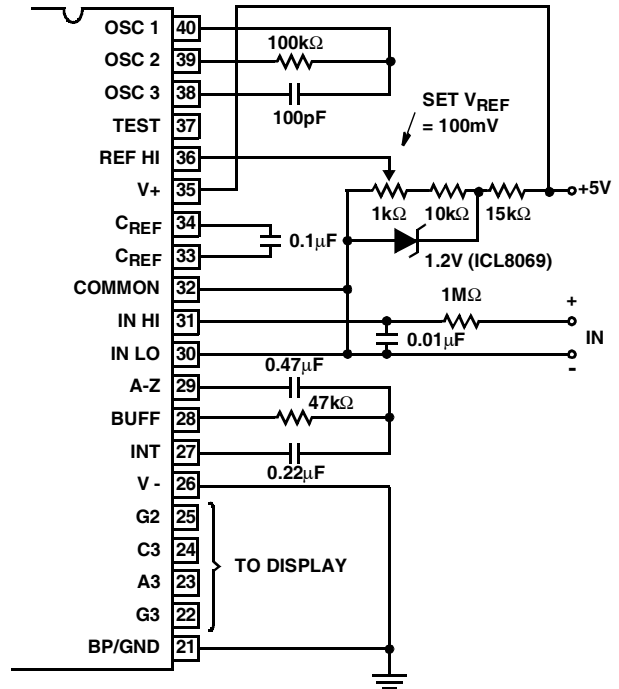 OSC 1 40
OSC 2 39
OSC 3 38
TEST 37
REF HI 36
V+ 35
CREF 34
CREF 33
COMMON 32
IN HI 31
IN LO 30
A-Z 29
BUFF 28
INT 27
V - 26
G2 25
C3 24
A3 23
G3 22
BP/GND 21
100kΩ
100pF
SET VREF
= 100mV
+5V
1kΩ 10kΩ 15kΩ
0.1µF
1.2V (ICL8069)
1MΩ
+
IN
-
0.01µF
0.47µF
47kΩ
0.22µF
TO DISPLAY